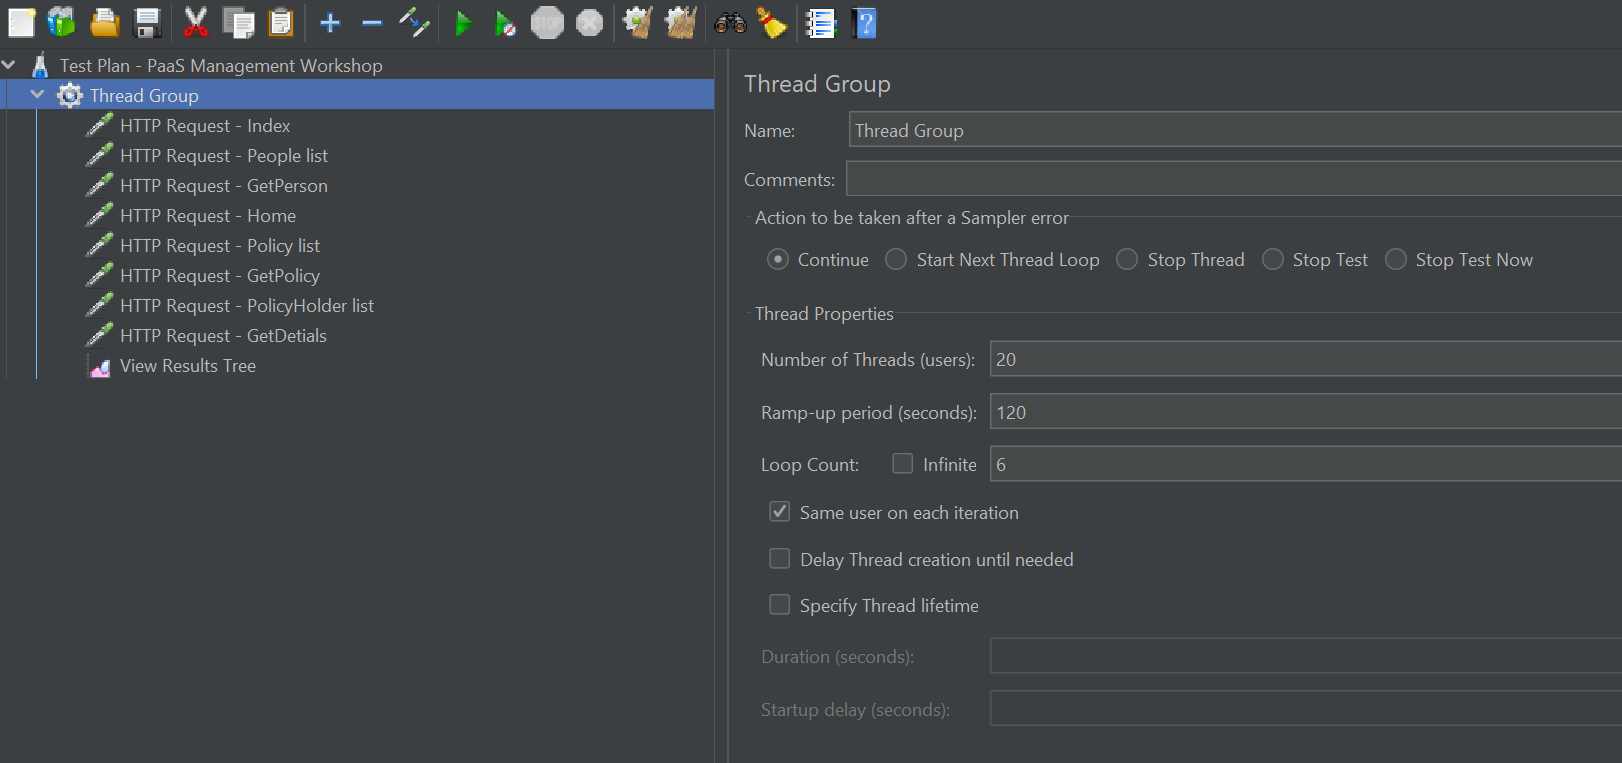 STOP
Test Plan - PaaS Management Workshop
Thread Group
HTTP Request - Index
HTTP Request - People list
HTTP Request - GetPerson
HTTP Request - Home
HTTP Request - Policy list
HTTP Request - GetPolicy
HTTP Request - PolicyHolder list
HTTP Request - GetDetials
View Results Tree
Thread Group
Name: Thread Group
Comments:
Action to be taken after a Sampler error
Continue Start Next Thread Loop Stop Thread Stop Test Stop Test Now
Thread Properties
Number of Threads (users): 20
Ramp-up period (seconds): 120
Loop Count: Infinite 6
Same user on each iteration
Delay Thread creation until needed
Specify Thread lifetime
Duration (seconds):
Startup delay (seconds):